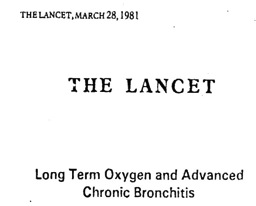 THE LANCET, MARCH 28, 1981
THE LANCET
Long Term Oxygen and Advanced
Chronic Bronchitis